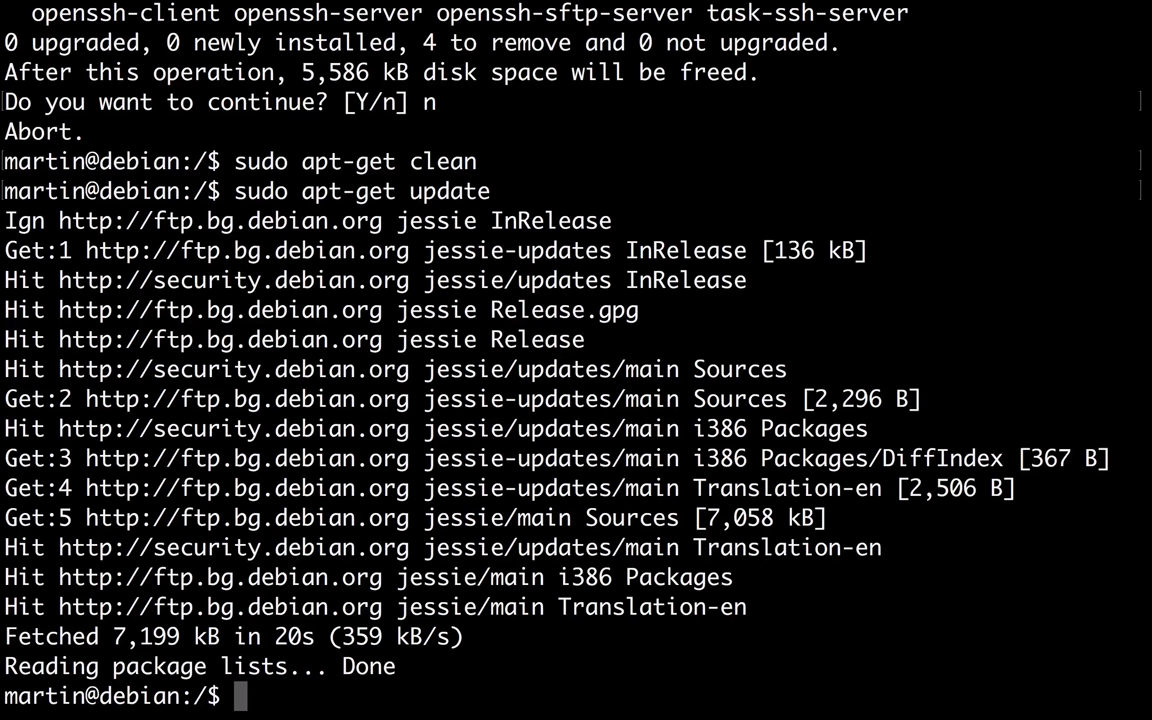 openssh-client openssh-server openssh-sftp-server task-ssh-server
0 upgraded, 0 newly installed, 4 to remove and 0 not upgraded.
After this operation, 5,586 kB disk space will be freed.
Do you want to continue? [Y/n] n
Abort.
martin@debian:/$ sudo apt-get clean
martin@debian:/$ sudo apt-get update
Ign http://ftp.bg.debian.org jessie InRelease
Get:1 http://ftp.bg.debian.org jessie-updates InRelease [136 kB]
Hit http://security.debian.org jessie/updates InRelease
Hit http://ftp.bg.debian.org jessie Release.gpg
Hit http://ftp.bg.debian.org jessie Release
Hit http://security.debian.org jessie/updates/main Sources
Get:2 http://ftp.bg.debian.org jessie-updates/main Sources [2,296 B]
Hit http://security.debian.org jessie/updates/main i386 Packages
Get:3 http://ftp.bg.debian.org jessie-updates/main i386 Packages/DiffIndex [367 B]
Get:4 http://ftp.bg.debian.org jessie-updates/main Translation-en [2,506 B]
Get:5 http://ftp.bg.debian.org jessie/main Sources [7,058 kB]
Hit http://security.debian.org jessie/updates/main Translation-en
Hit http://ftp.bg.debian.org jessie/main i386 Packages
Hit http://ftp.bg.debian.org jessie/main Translation-en
Fetched 7,199 kB in 20s (359 kB/s)
Reading package lists... Done
martin@debian:/$